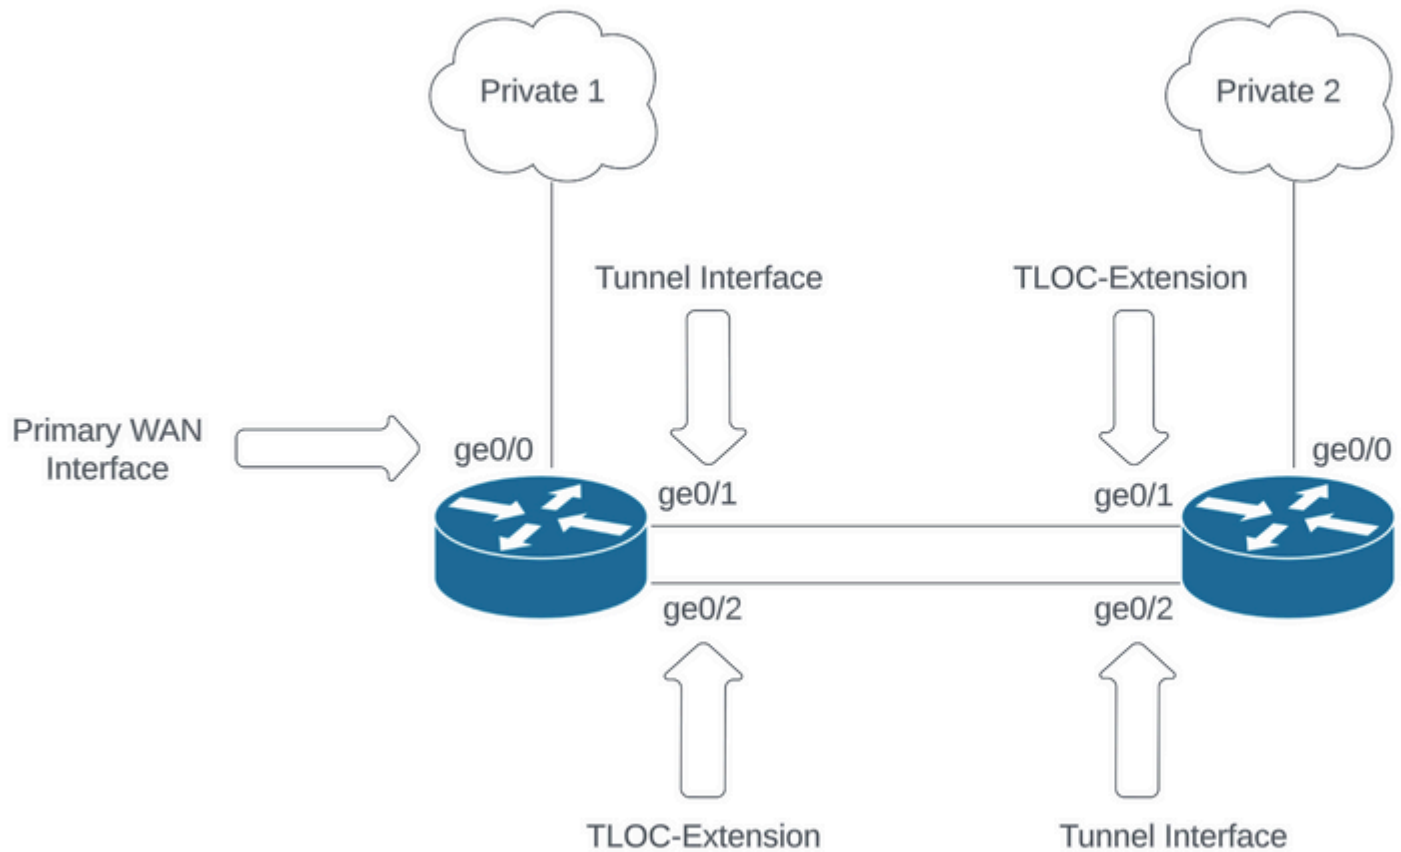 Private 1
Private 2
Tunnel Interface
TLOC-Extension
Primary WAN
Interface
ge0/0
ge0/0
ge0/1
ge0/1
ge0/2
ge0/2
TLOC-Extension
Tunnel Interface